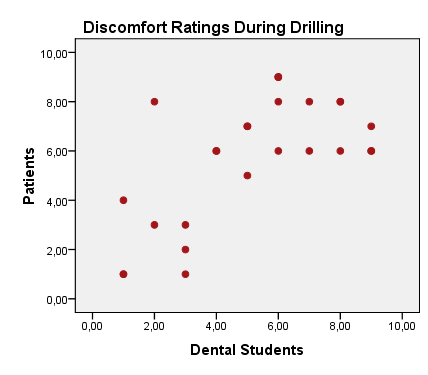 Discomfort Ratings During Drilling
10,00
8,00
6,00
4,00
2,00
0,00
Patients
0,00 2,00 4,00 6,00 8,00 10,00
Dental Students